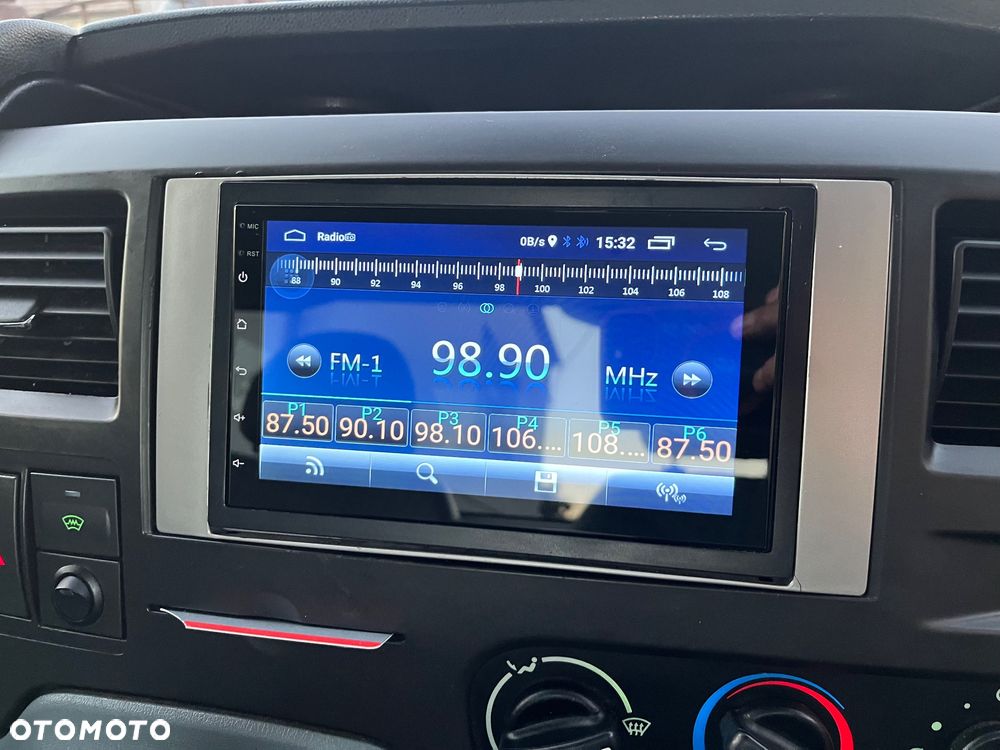 MIC
RST
Radio
0B/s 15:32
88 90 92 94 96 98 100 102 104 106 108
FM-1 98.90 MHz
P1 P2 P3 P4 P5 P6
87.50 90.10 98.10 106.... 108.... 87.50
OTOMOTO